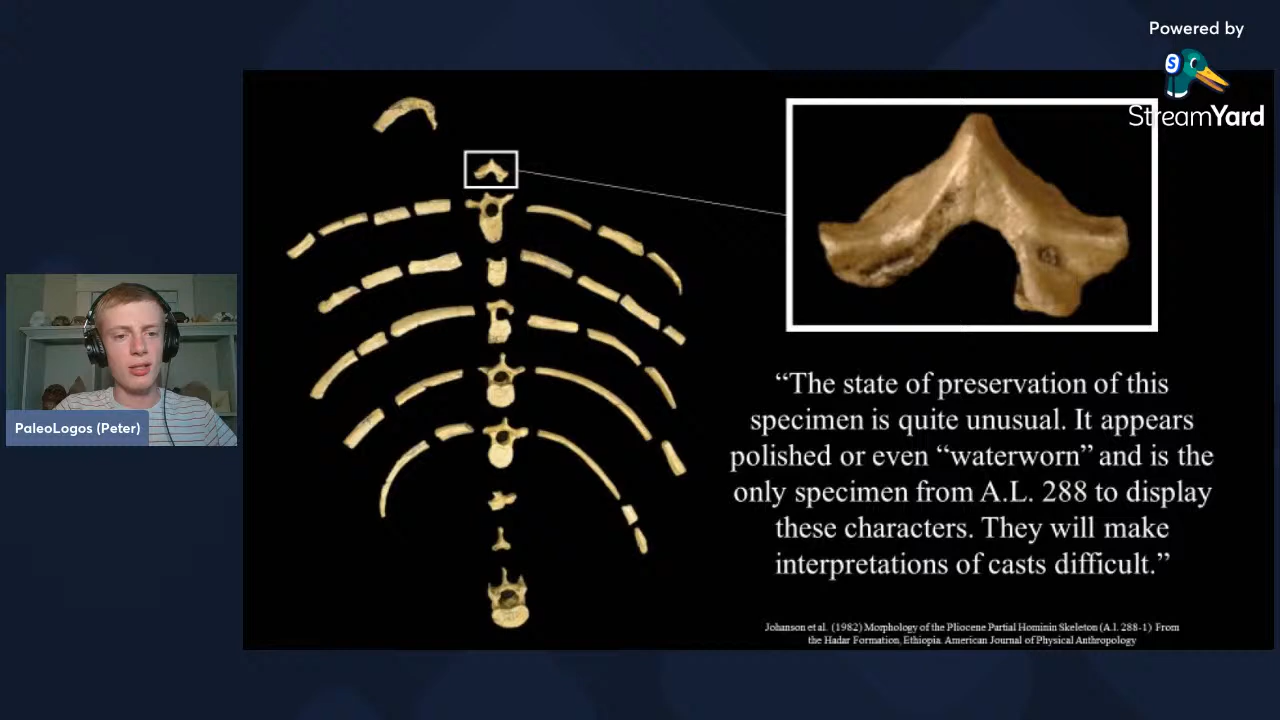 Powered by
S
StreamYard
PaleoLogos (Peter)
“The state of preservation of this
specimen is quite unusual. It appears
polished or even “waterworn” and is the
only specimen from A.L. 288 to display
these characters. They will make
interpretations of casts difficult.”
Johanson et al. (1982) Morphology of the Pliocene Partial Hominin Skeleton (A.l. 288-1) From
the Hadar Formation, Ethiopia. American Journal of Physical Anthropology